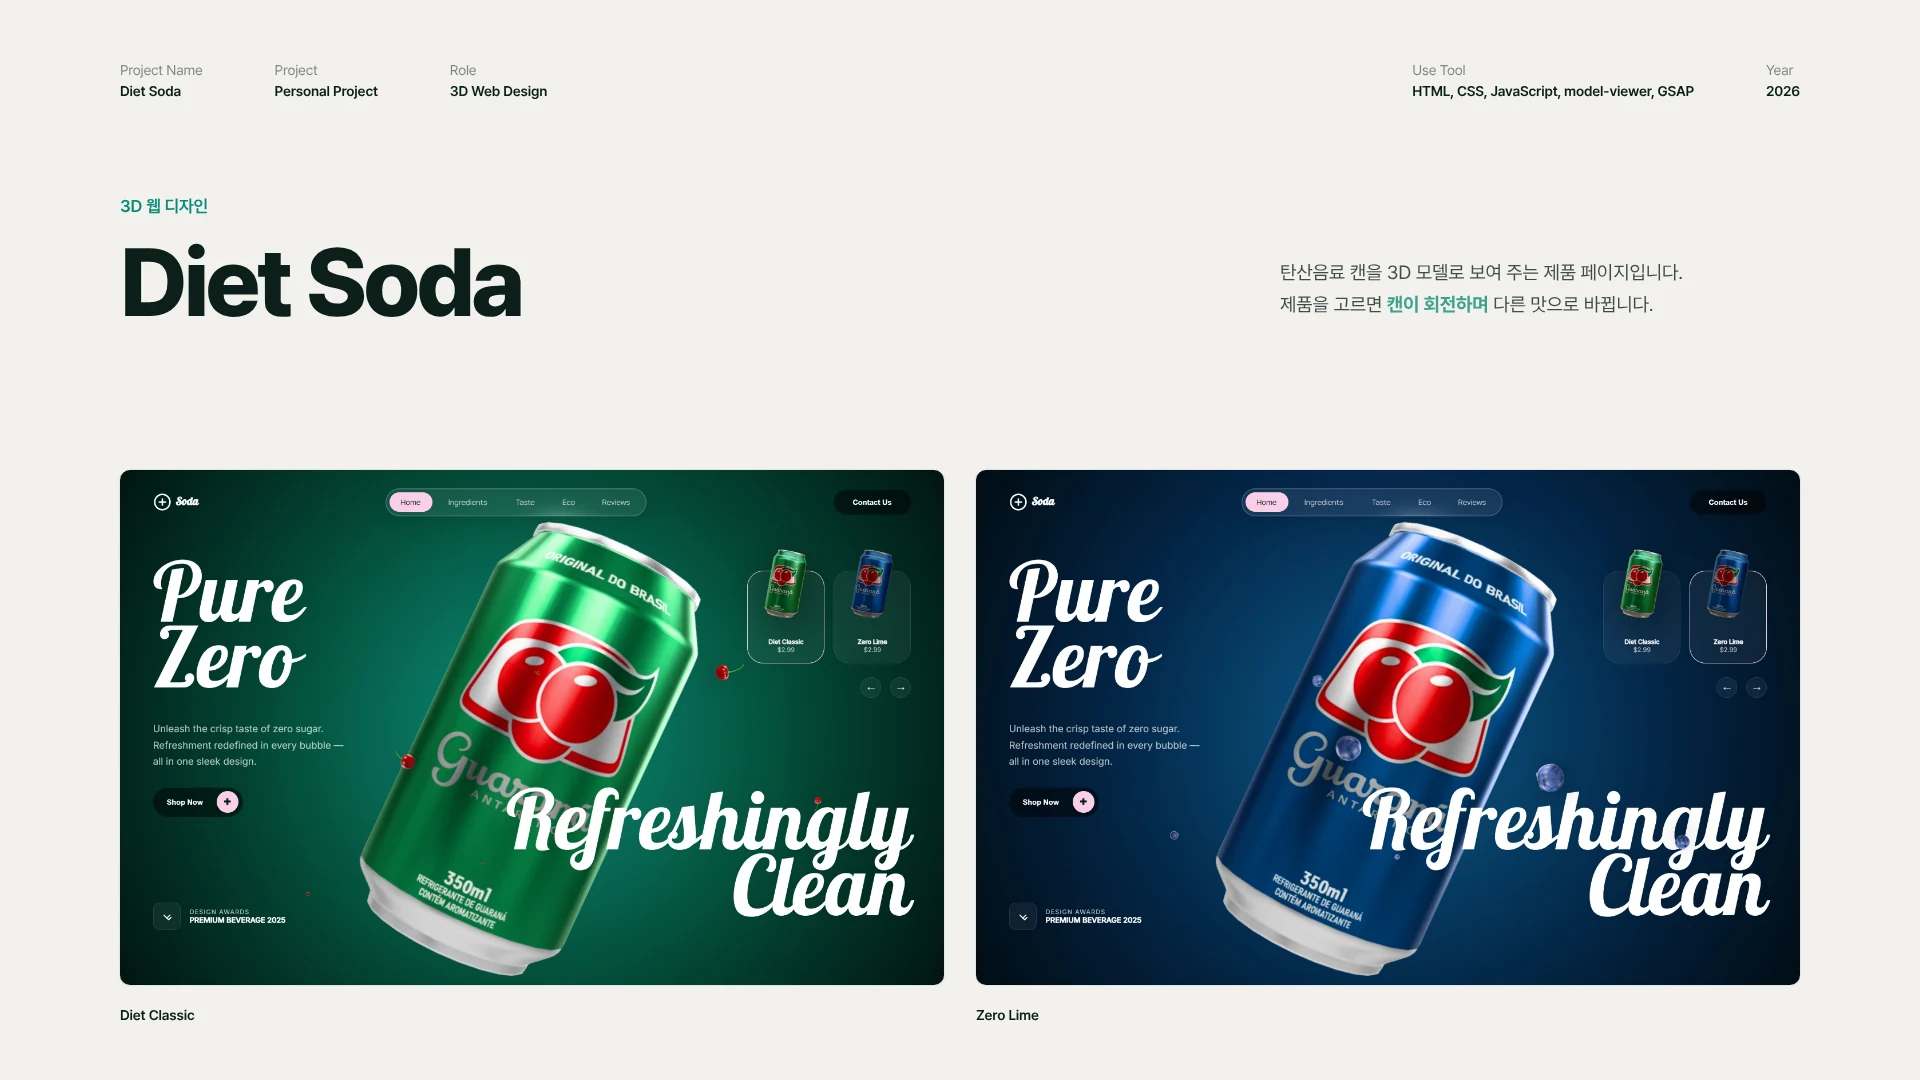 Project Name
Diet Soda
Project
Personal Project
Role
3D Web Design
Use Tool
HTML, CSS, JavaScript, model-viewer, GSAP
Year
2026
3D 웹 디자인
Diet Soda
탄산음료 캔을 3D 모델로 보여 주는 제품 페이지입니다.
제품을 고르면 캔이 회전하며 다른 맛으로 바뀝니다.
Soda
Home
Ingredients
Taste
Eco
Reviews
Contact Us
Pure
Zero
Unleash the crisp taste of zero sugar.
Refreshment redefined in every bubble —
all in one sleek design.
Shop Now
DESIGN AWARDS
PREMIUM BEVERAGE 2025
ORIGINAL DO BRASIL
350ml
REFRIGERANTE DE GUARANÁ
CONTÉM AROMATIZANTE
Diet Classic
$2.99
Zero Lime
$2.99
← →
Refreshingly
Clean
Diet Classic
Soda
Home
Ingredients
Taste
Eco
Reviews
Contact Us
Pure
Zero
Unleash the crisp taste of zero sugar.
Refreshment redefined in every bubble —
all in one sleek design.
Shop Now
DESIGN AWARDS
PREMIUM BEVERAGE 2025
ORIGINAL DO BRASIL
350ml
REFRIGERANTE DE GUARANÁ
CONTÉM AROMATIZANTE
Diet Classic
$2.99
Zero Lime
$2.99
← →
Refreshingly
Clean
Zero Lime